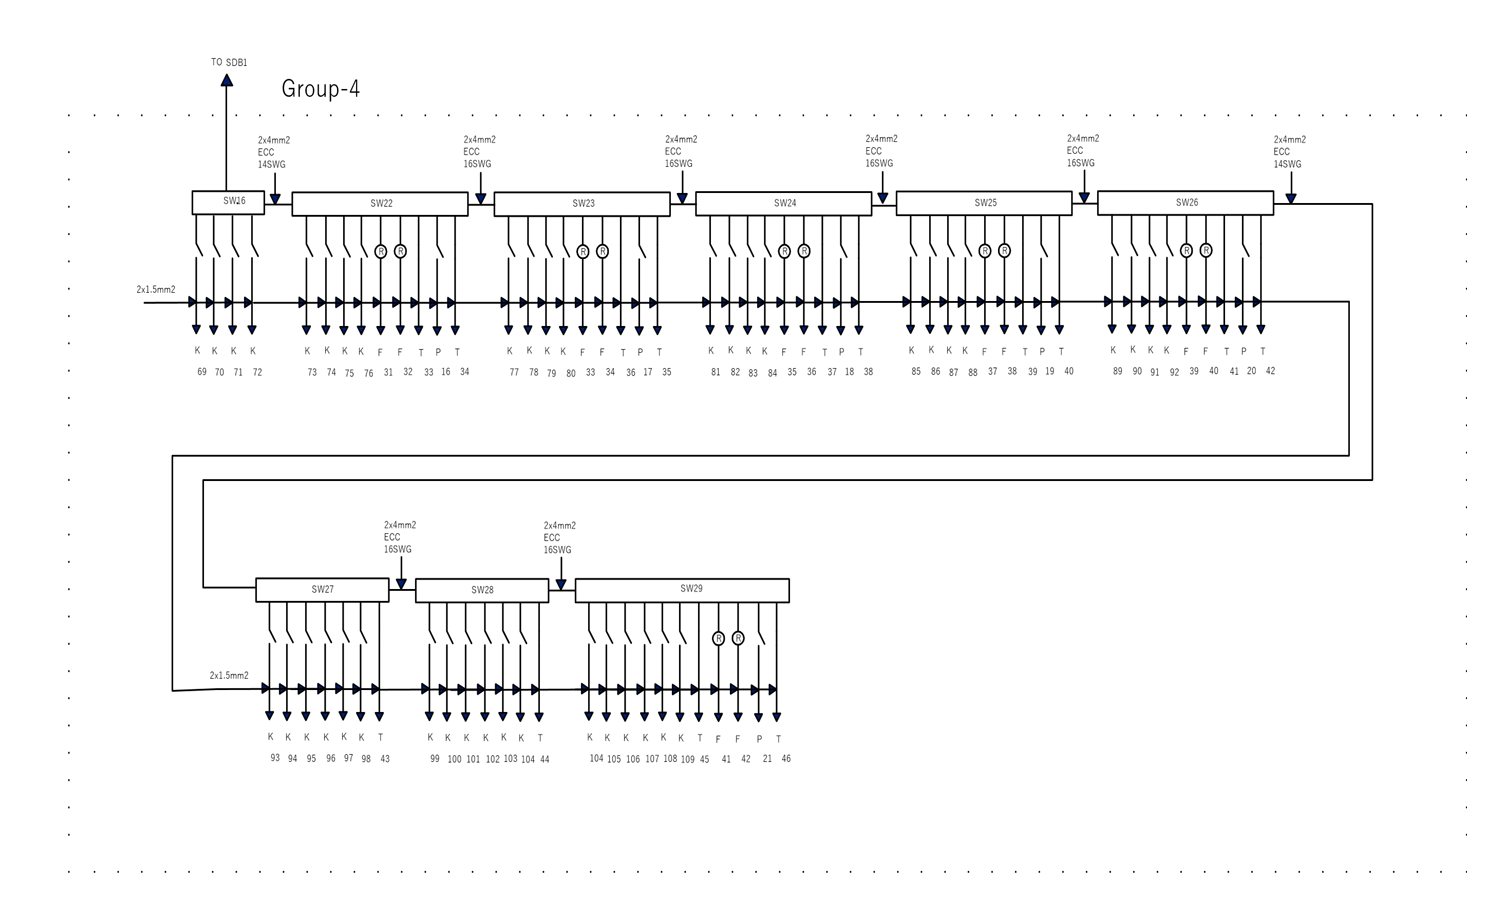 TO SDB1
Group-4
2x4mm2
ECC
14SWG
2x4mm2
ECC
16SWG
2x4mm2
ECC
16SWG
2x4mm2
ECC
16SWG
2x4mm2
ECC
16SWG
2x4mm2
ECC
14SWG
SW16 SW22 SW23 SW24 SW25 SW26
R R R R R R R R R R
2x1.5mm2
K K K K K K K K F F T P T K K K K F F T P T K K K K F F T P T K K K K F F T P T K K K K F F T P T
69 70 71 72 73 74 75 76 31 32 33 16 34 77 78 79 80 33 34 36 17 35 81 82 83 84 35 36 37 18 38 85 86 87 88 37 38 39 19 40 89 90 91 92 39 40 41 20 42
2x4mm2
ECC
16SWG
2x4mm2
ECC
16SWG
SW27 SW28 SW29
R R
2x1.5mm2
K K K K K K T K K K K K K T K K K K K K T F F P T
93 94 95 96 97 98 43 99 100 101 102 103 104 44 104 105 106 107 108 109 45 41 42 21 46